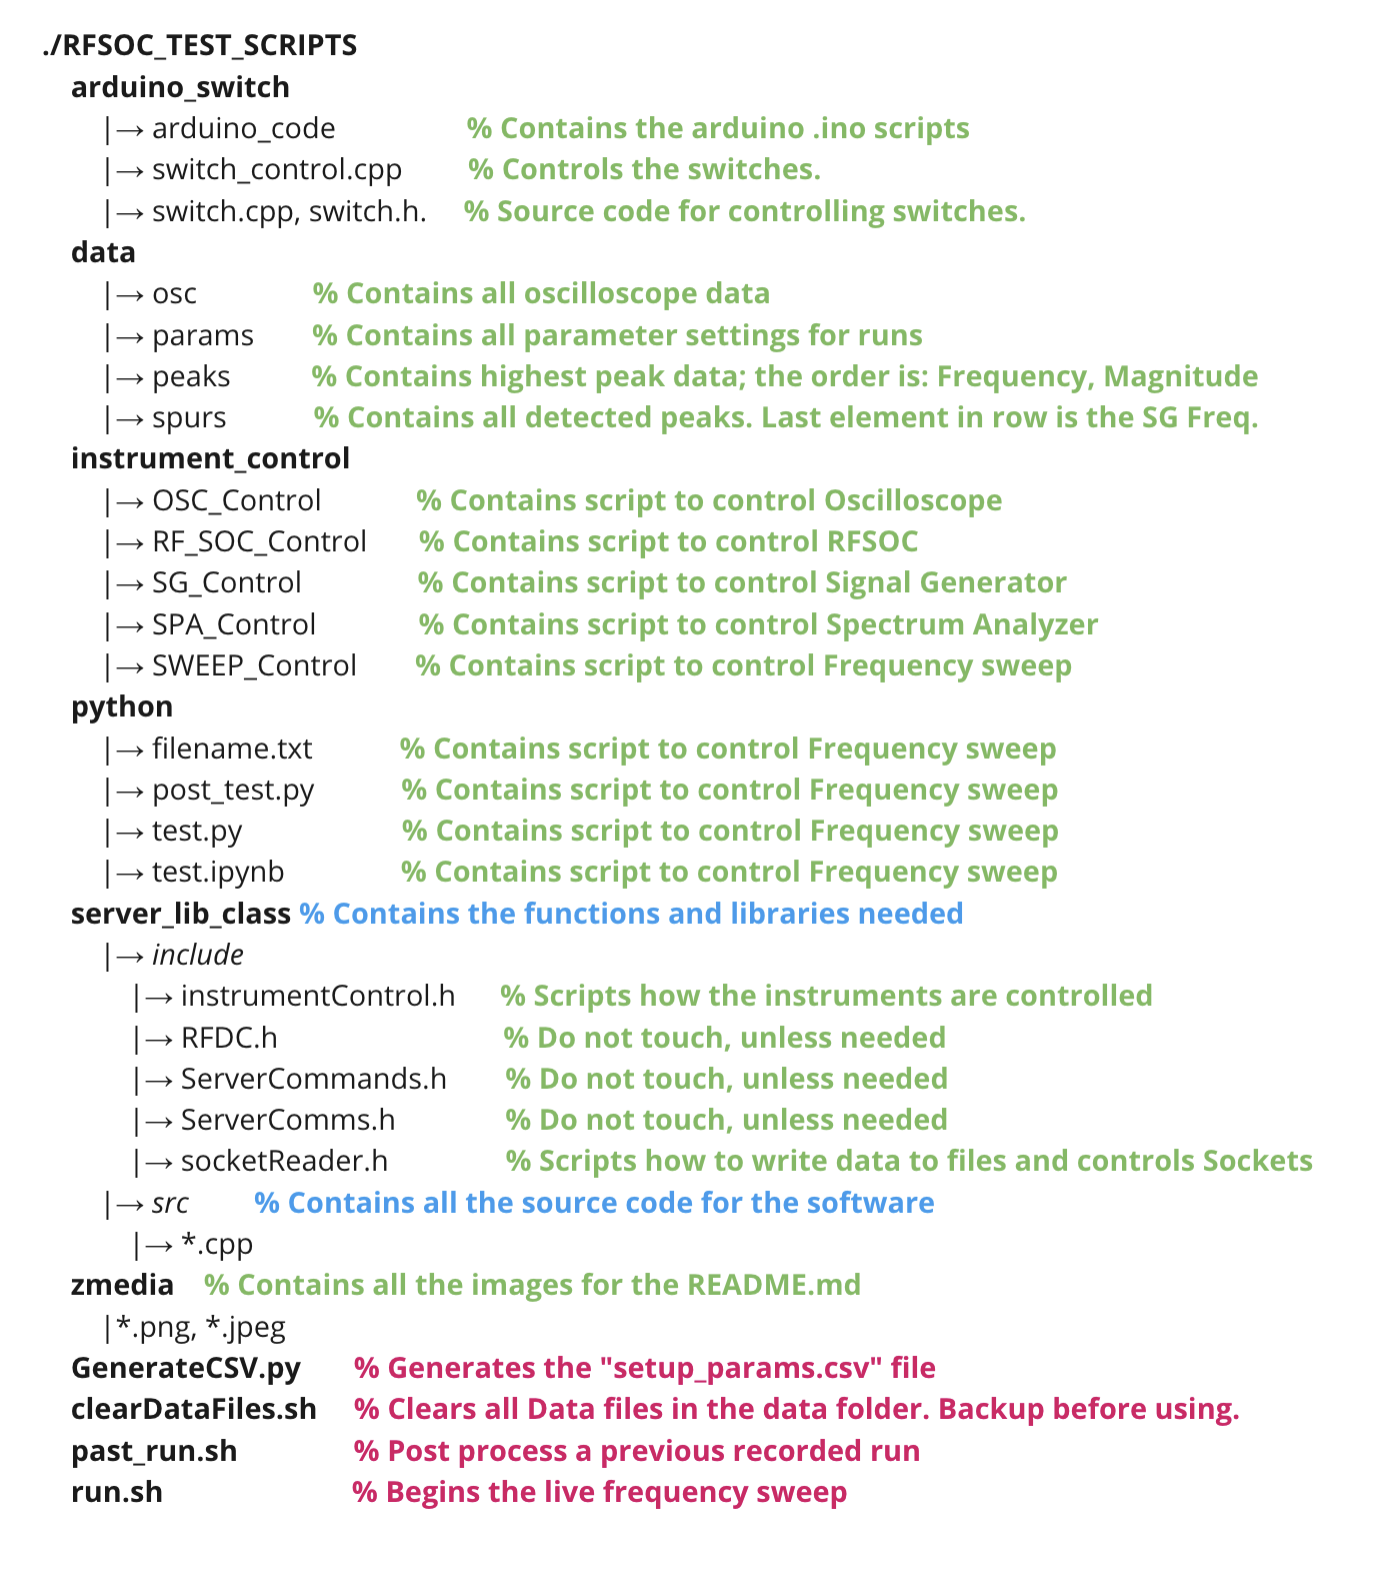 ./RFSOC_TEST_SCRIPTS
arduino_switch
|→ arduino_code % Contains the arduino .ino scripts
|→ switch_control.cpp % Controls the switches.
|→ switch.cpp, switch.h. % Source code for controlling switches.
data
|→ osc % Contains all oscilloscope data
|→ params % Contains all parameter settings for runs
|→ peaks % Contains highest peak data; the order is: Frequency, Magnitude
|→ spurs % Contains all detected peaks. Last element in row is the SG Freq.
instrument_control
|→ OSC_Control % Contains script to control Oscilloscope
|→ RF_SOC_Control % Contains script to control RFSOC
|→ SG_Control % Contains script to control Signal Generator
|→ SPA_Control % Contains script to control Spectrum Analyzer
|→ SWEEP_Control % Contains script to control Frequency sweep
python
|→ filename.txt % Contains script to control Frequency sweep
|→ post_test.py % Contains script to control Frequency sweep
|→ test.py % Contains script to control Frequency sweep
|→ test.ipynb % Contains script to control Frequency sweep
server_lib_class % Contains the functions and libraries needed
|→ include
|→ instrumentControl.h % Scripts how the instruments are controlled
|→ RFDC.h % Do not touch, unless needed
|→ ServerCommands.h % Do not touch, unless needed
|→ ServerComms.h % Do not touch, unless needed
|→ socketReader.h % Scripts how to write data to files and controls Sockets
|→ src % Contains all the source code for the software
|→ *.cpp
zmedia % Contains all the images for the README.md
|*.png, *.jpeg
GenerateCSV.py % Generates the "setup_params.csv" file
clearDataFiles.sh % Clears all Data files in the data folder. Backup before using.
past_run.sh % Post process a previous recorded run
run.sh % Begins the live frequency sweep